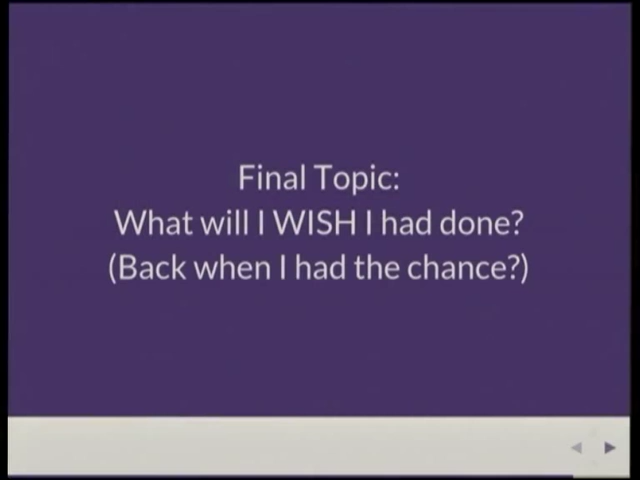 Final Topic:
What will I WISH I had done?
(Back when I had the chance?)